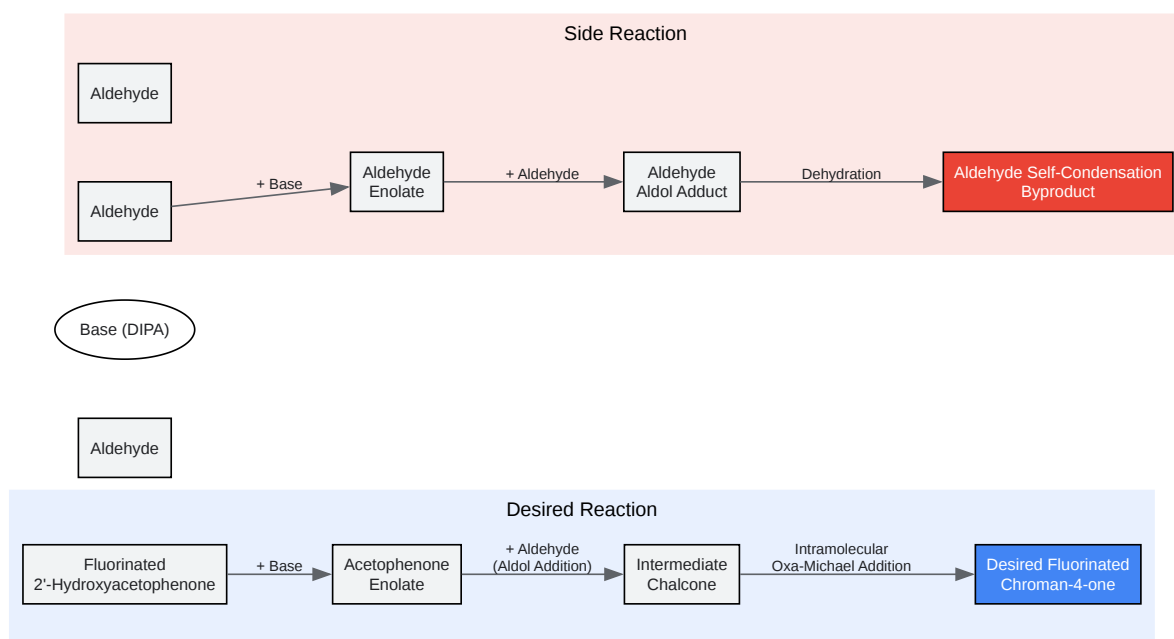 Side Reaction
Aldehyde
Aldehyde
+ Base
Aldehyde
Enolate
+ Aldehyde
Aldehyde
Aldol Adduct
Dehydration
Aldehyde Self-Condensation
Byproduct
Base (DIPA)
Aldehyde
Desired Reaction
Fluorinated
2'-Hydroxyacetophenone
+ Base
Acetophenone
Enolate
+ Aldehyde
(Aldol Addition)
Intermediate
Chalcone
Intramolecular
Oxa-Michael Addition
Desired Fluorinated
Chroman-4-one